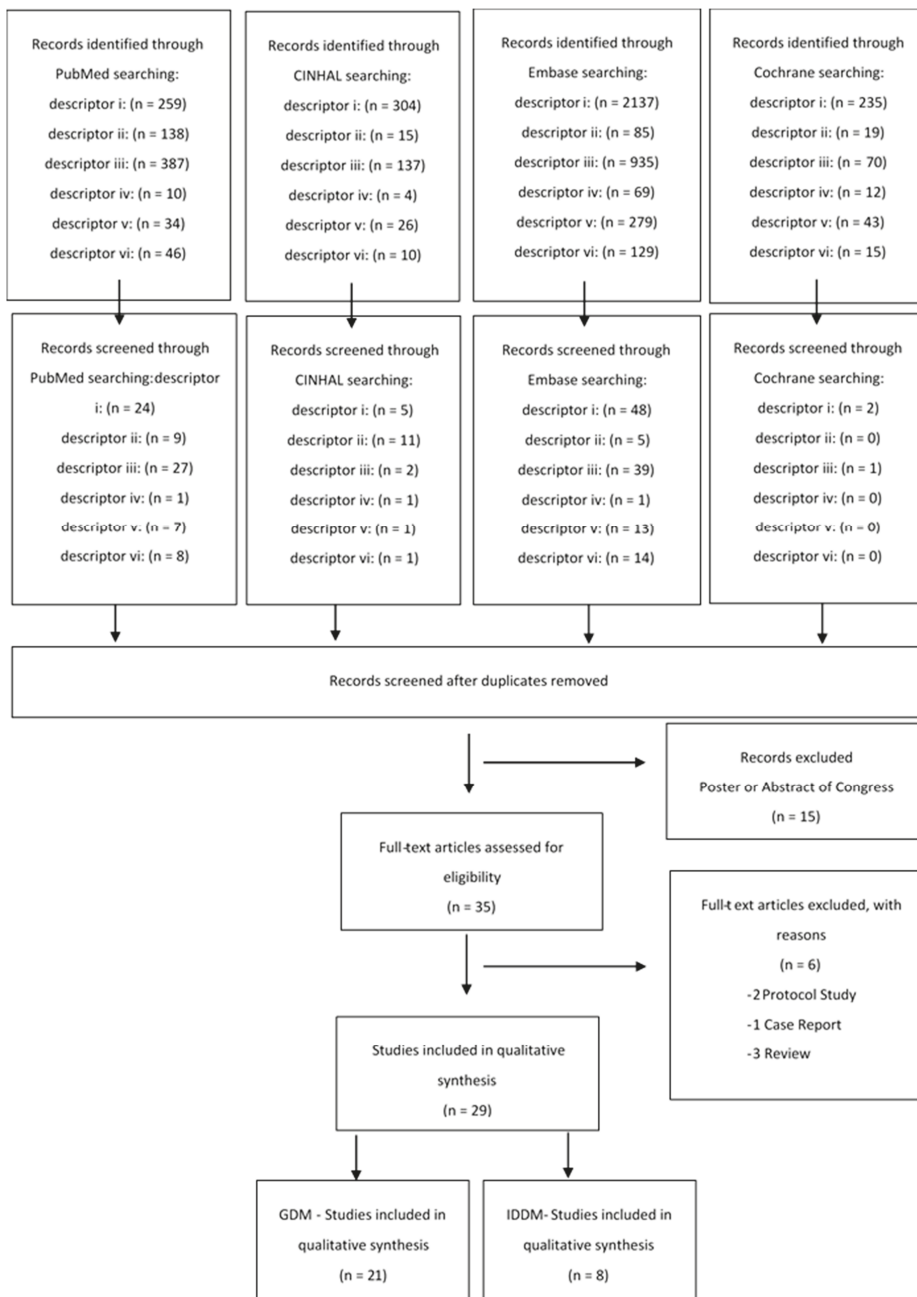 Records identified through
PubMed searching:
descriptor i: (n = 259)
descriptor ii: (n = 138)
descriptor iii: (n = 387)
descriptor iv: (n = 10)
descriptor v: (n = 34)
descriptor vi: (n = 46)
Records identified through
CINHAL searching:
descriptor i: (n = 304)
descriptor ii: (n = 15)
descriptor iii: (n = 137)
descriptor iv: (n = 4)
descriptor v: (n = 26)
descriptor vi: (n = 10)
Records identified through
Embase searching:
descriptor i: (n = 2137)
descriptor ii: (n = 85)
descriptor iii: (n = 935)
descriptor iv: (n = 69)
descriptor v: (n = 279)
descriptor vi: (n = 129)
Records identified through
Cochrane searching:
descriptor i: (n = 235)
descriptor ii: (n = 19)
descriptor iii: (n = 70)
descriptor iv: (n = 12)
descriptor v: (n = 43)
descriptor vi: (n = 15)
Records screened through
PubMed searching:descriptor
i: (n = 24)
descriptor ii: (n = 9)
descriptor iii: (n = 27)
descriptor iv: (n = 1)
descriptor v: (n = 7)
descriptor vi: (n = 8)
Records screened through
CINHAL searching:
descriptor i: (n = 5)
descriptor ii: (n = 11)
descriptor iii: (n = 2)
descriptor iv: (n = 1)
descriptor v: (n = 1)
descriptor vi: (n = 1)
Records screened through
Embase searching:
descriptor i: (n = 48)
descriptor ii: (n = 5)
descriptor iii: (n = 39)
descriptor iv: (n = 1)
descriptor v: (n = 13)
descriptor vi: (n = 14)
Records screened through
Cochrane searching:
descriptor i: (n = 2)
descriptor ii: (n = 0)
descriptor iii: (n = 1)
descriptor iv: (n = 0)
descriptor v: (n = 0)
descriptor vi: (n = 0)
Records screened after duplicates removed
Records excluded
Poster or Abstract of Congress
(n = 15)
Full-text articles assessed for
eligibility
(n = 35)
Full-t ext articles excluded, with
reasons
(n = 6)
-2 Protocol Study
-1 Case Report
-3 Review
Studies included in qualitative
synthesis
(n = 29)
GDM - Studies included in
qualitative synthesis
(n = 21)
IDDM- Studies included in
qualitative synthesis
(n = 8)